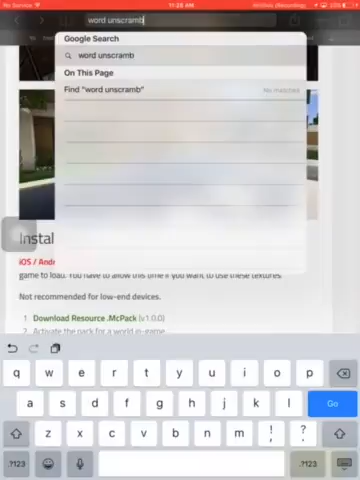 No Service 11:28 AM
word unscramb
Google Search
word unscramb
On This Page
Find "word unscramb" No matches
Instal
iOS / Andr
game to load. You have to allow this time if you want to use these textures.
Not recommended for low-end devices.
1. Download Resource .McPack (v1.0.0)
2. Activate the pack for a world in-game.
q w e r t y u i o p
a s d f g h j k l Go
z x c v b n m ! , ? .
.?123 .?123